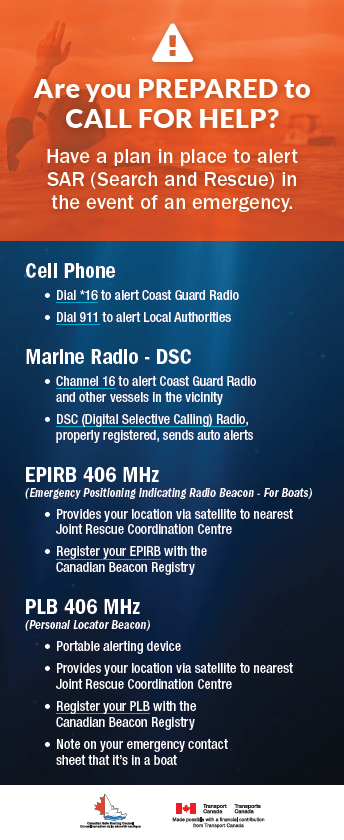 Are you PREPARED to
CALL FOR HELP?
Have a plan in place to alert
SAR (Search and Rescue) in
the event of an emergency.
Cell Phone
• Dial *16 to alert Coast Guard Radio
• Dial 911 to alert Local Authorities
Marine Radio - DSC
• Channel 16 to alert Coast Guard Radio
and other vessels in the vicinity
• DSC (Digital Selective Calling) Radio,
properly registered, sends auto alerts
EPIRB 406 MHz
(Emergency Positioning Indicating Radio Beacon - For Boats)
• Provides your location via satellite to nearest
Joint Rescue Coordination Centre
• Register your EPIRB with the
Canadian Beacon Registry
PLB 406 MHz
(Personal Locator Beacon)
• Portable alerting device
• Provides your location via satellite to nearest
Joint Rescue Coordination Centre
• Register your PLB with the
Canadian Beacon Registry
• Note on your emergency contact
sheet that it's in a boat
Canadian Safe Boating Council
Conseil canadien de la sécurité nautique
Transport Canada
Transports Canada
Made possible with a financial contribution
from Transport Canada